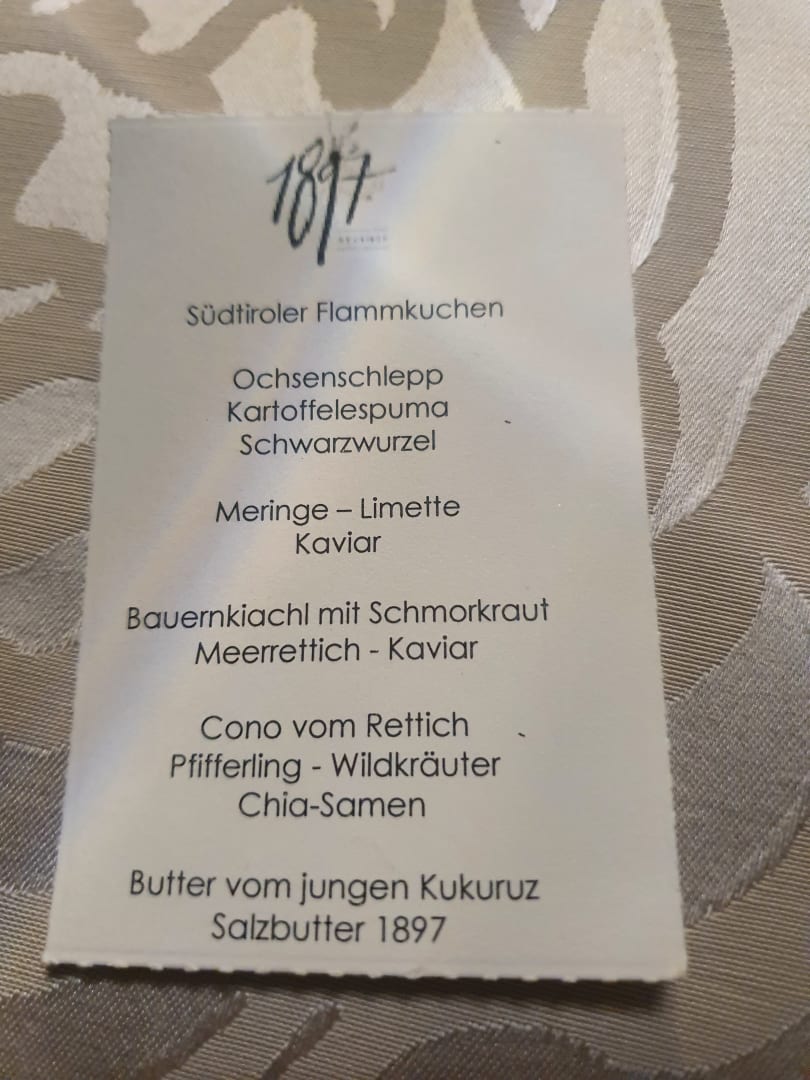 1897
Südtiroler Flammkuchen
Ochsenschlepp
Kartoffelespuma
Schwarzwurzel
Meringe – Limette
Kaviar
Bauernkiachl mit Schmorkraut
Meerrettich - Kaviar
Cono vom Rettich
Pfifferling - Wildkräuter
Chia-Samen
Butter vom jungen Kukuruz
Salzbutter 1897